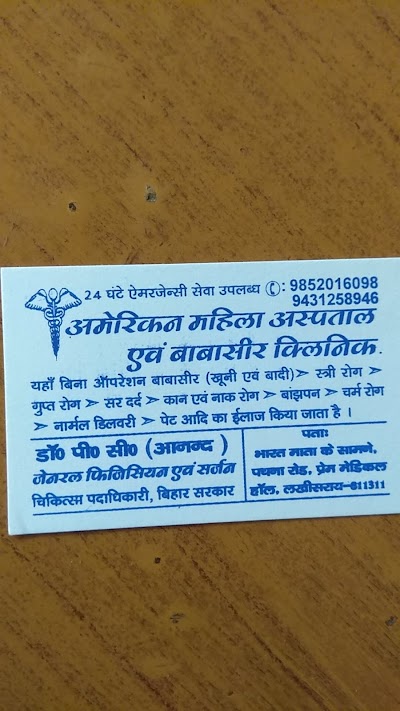 24 घंटे ऐमरजेन्सी सेवा उपलब्ध ✆: 9852016098
9431258946
अमेरिकन महिला अस्पताल
एवं बाबासीर क्लिनिक.
यहाँ बिना ऑपरेशन बाबासीर (खूनी एवं बादी)➤ स्त्री रोग ➤
गुप्त रोग ➤ सर दर्द ➤ कान एवं नाक रोग ➤ बांझपन ➤ चर्म रोग
➤ नार्मल डिलवरी ➤ पेट आदि का ईलाज किया जाता है ।
डॉ० पी० सी० (आनन्द)
जेनरल फिजिसियन एवं सर्जन
चिकित्सा पदाधिकारी, बिहार सरकार
पताः
भारत माता के सामने,
पचना रोड, प्रेम मेडिकल
हॉल, लखीसराय-811311